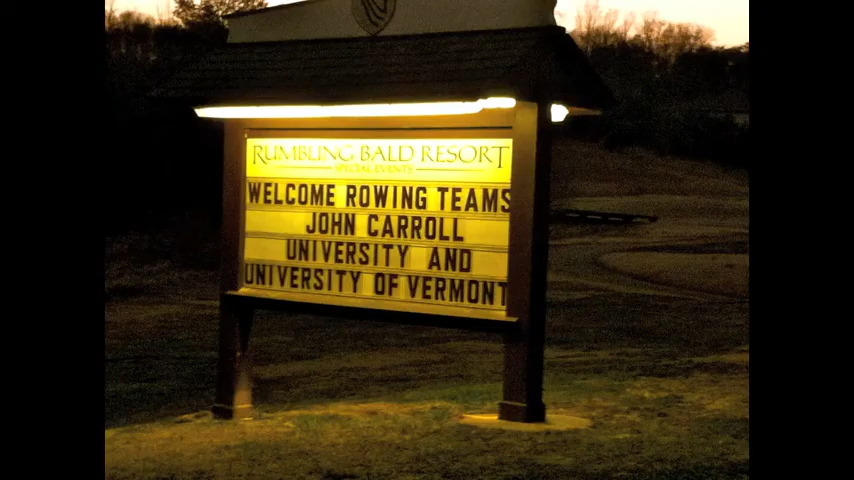 RUMBLING BALD RESORT
SPECIAL EVENTS
WELCOME ROWING TEAMS
JOHN CARROLL
UNIVERSITY AND
UNIVERSITY OF VERMONT